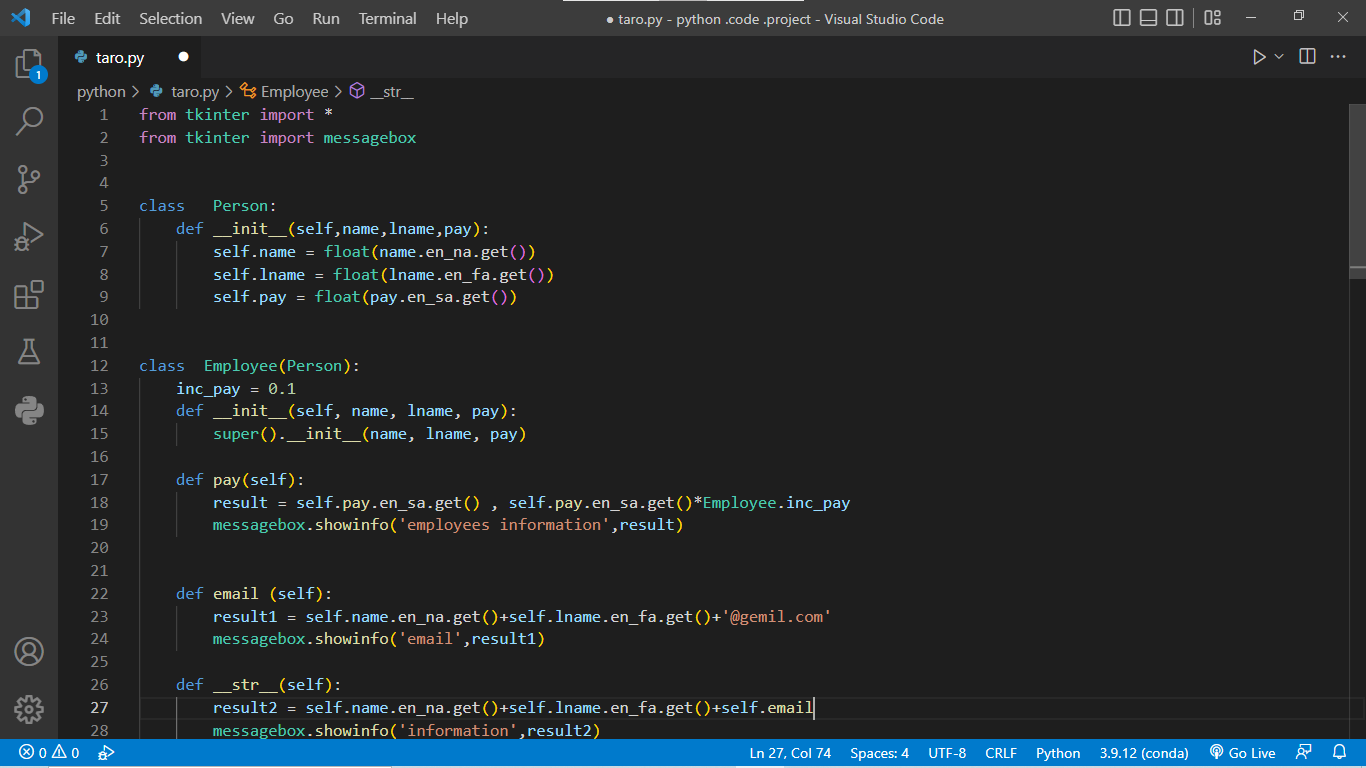 File Edit Selection View Go Run Terminal Help ● taro.py - python .code .project - Visual Studio Code
taro.py ●
python > taro.py > Employee > __str__
1 from tkinter import *
2 from tkinter import messagebox
3
4
5 class   Person:
6     def __init__(self,name,lname,pay):
7         self.name = float(name.en_na.get())
8         self.lname = float(lname.en_fa.get())
9         self.pay = float(pay.en_sa.get())
10
11
12 class  Employee(Person):
13     inc_pay = 0.1
14     def __init__(self, name, lname, pay):
15         super().__init__(name, lname, pay)
16
17     def pay(self):
18         result = self.pay.en_sa.get() , self.pay.en_sa.get()*Employee.inc_pay
19         messagebox.showinfo('employees information',result)
20
21
22     def email (self):
23         result1 = self.name.en_na.get()+self.lname.en_fa.get()+'@gemil.com'
24         messagebox.showinfo('email',result1)
25
26     def __str__(self):
27         result2 = self.name.en_na.get()+self.lname.en_fa.get()+self.email
28         messagebox.showinfo('information',result2)
1
0 0 Ln 27, Col 74 Spaces: 4 UTF-8 CRLF Python 3.9.12 (conda) Go Live